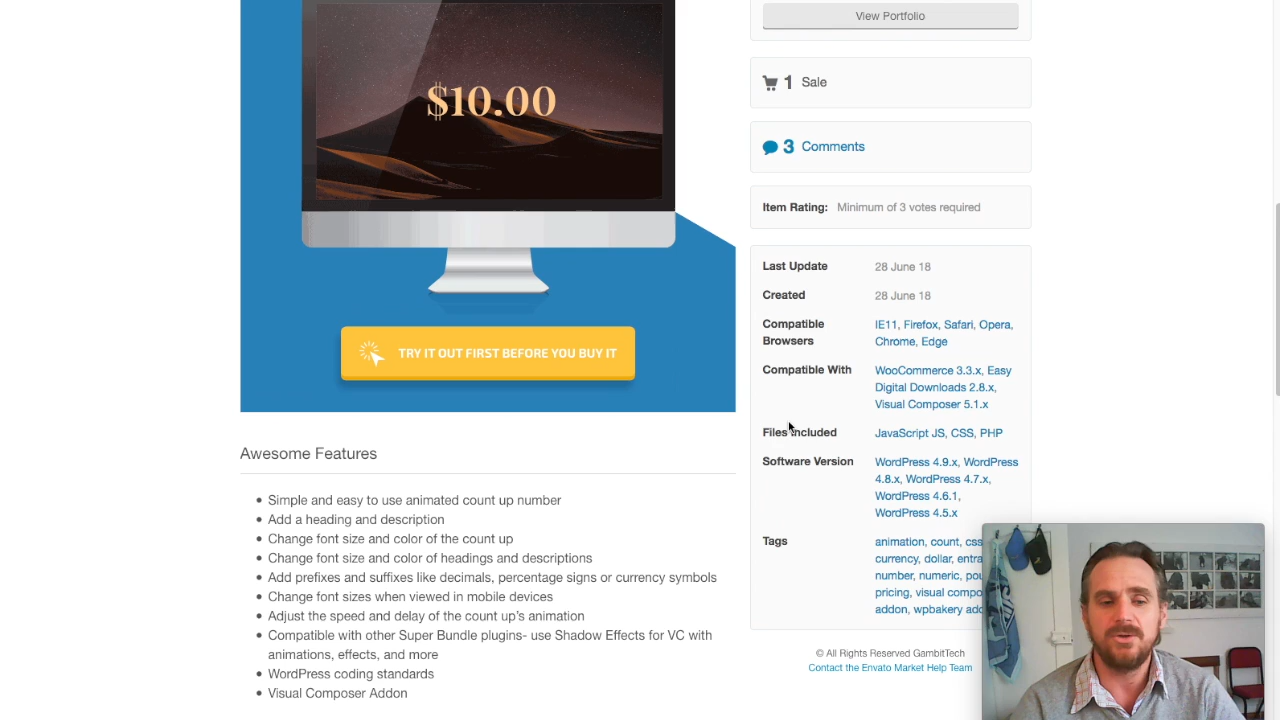 $10.00
TRY IT OUT FIRST BEFORE YOU BUY IT
Awesome Features
Simple and easy to use animated count up number
Add a heading and description
Change font size and color of the count up
Change font size and color of headings and descriptions
Add prefixes and suffixes like decimals, percentage signs or currency symbols
Change font sizes when viewed in mobile devices
Adjust the speed and delay of the count up's animation
Compatible with other Super Bundle plugins- use Shadow Effects for VC with
animations, effects, and more
WordPress coding standards
Visual Composer Addon
View Portfolio
1 Sale
3 Comments
Item Rating: Minimum of 3 votes required
Last Update 28 June 18
Created 28 June 18
Compatible IE11, Firefox, Safari, Opera,
Browsers Chrome, Edge
Compatible With WooCommerce 3.3.x, Easy
Digital Downloads 2.8.x,
Visual Composer 5.1.x
Files Included JavaScript JS, CSS, PHP
Software Version WordPress 4.9.x, WordPress
4.8.x, WordPress 4.7.x,
WordPress 4.6.1,
WordPress 4.5.x
Tags animation, count,
currency, dollar,
number, numeric,
pricing, visual
addon, wpbakery
© All Rights Reserved GambitTech
Contact the Envato Market Help Team